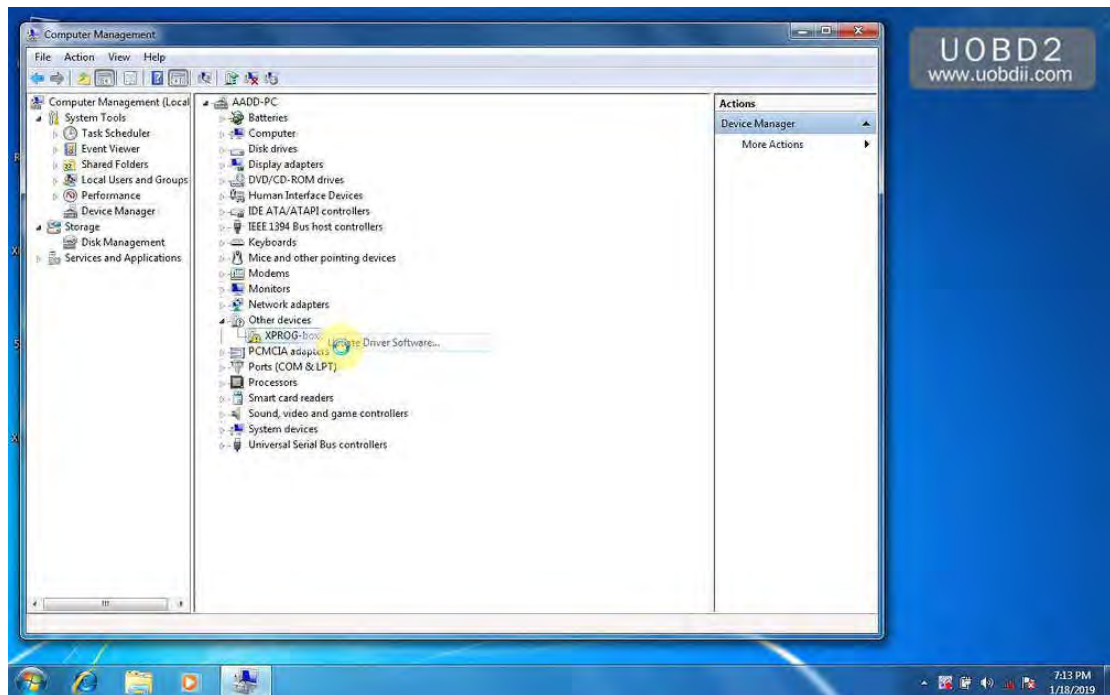 Computer Management
UOBD2
www.uobdii.com
File Action View Help
Computer Management (Local
System Tools
Task Scheduler
Event Viewer
Shared Folders
Local Users and Groups
Performance
Device Manager
Storage
Disk Management
Services and Applications
AADD-PC
Batteries
Computer
Disk drives
Display adapters
DVD/CD-ROM drives
Human Interface Devices
IDE ATA/ATAPI controllers
IEEE 1394 Bus host controllers
Keyboards
Mice and other pointing devices
Modems
Monitors
Network adapters
Other devices
XPROG-box
Update Driver Software...
PCMCIA adapters
Ports (COM & LPT)
Processors
Smart card readers
Sound, video and game controllers
System devices
Universal Serial Bus controllers
Actions
Device Manager
More Actions
7:13 PM
1/18/2019